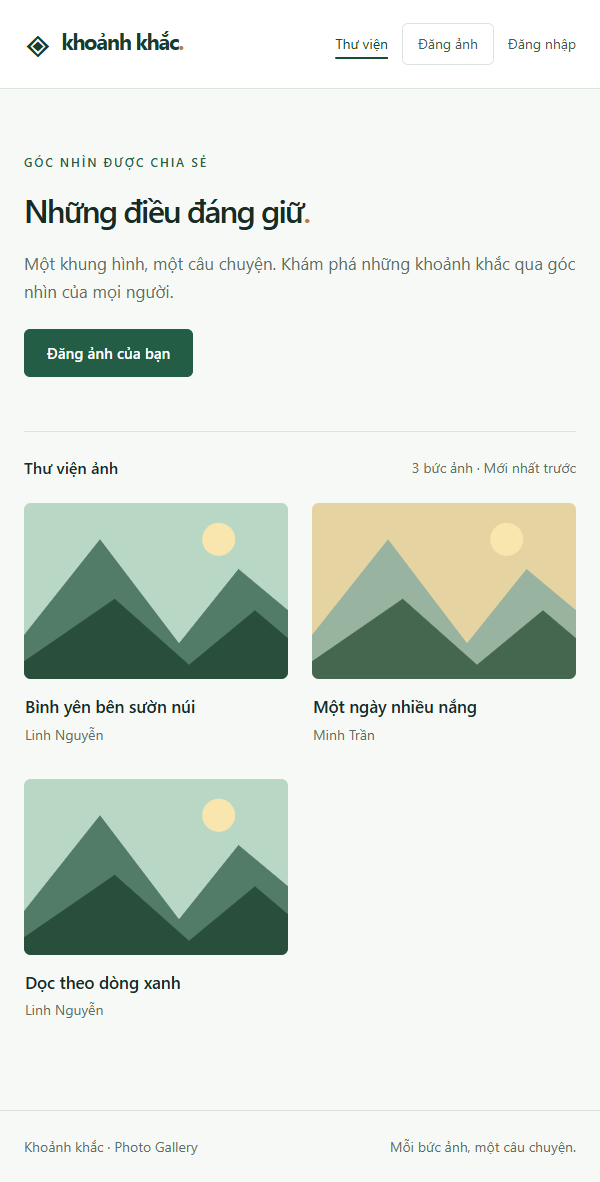 khoảnh khắc.
Thư viện
Đăng ảnh
Đăng nhập
GÓC NHÌN ĐƯỢC CHIA SẺ
Những điều đáng giữ.
Một khung hình, một câu chuyện. Khám phá những khoảnh khắc qua góc
nhìn của mọi người.
Đăng ảnh của bạn
Thư viện ảnh
3 bức ảnh · Mới nhất trước
Bình yên bên sườn núi
Linh Nguyễn
Một ngày nhiều nắng
Minh Trần
Dọc theo dòng xanh
Linh Nguyễn
Khoảnh khắc · Photo Gallery
Mỗi bức ảnh, một câu chuyện.